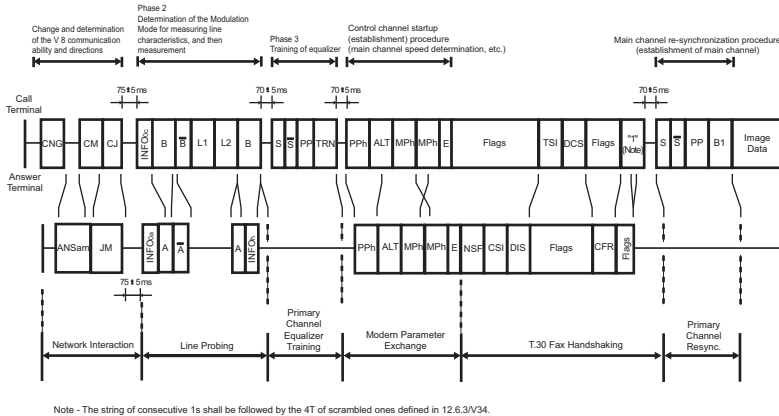 Change and determination
of the V 8 communication
ability and directions
Phase 2
Determination of the Modulation
Mode for measuring line
characteristics, and then
measurement
Phase 3
Training of equalizer
Control channel startup
(establishment) procedure
(main channel speed determination, etc.)
Main channel re-synchronization procedure
(establishment of main channel)
75±5ms
70±5ms
70±5ms
70±5ms
Call
Terminal
CNG
CM
CJ
INFO0c
B
B̅
L1
L2
B
S
S̅
PP
TRN
PPh
ALT
MPh
MPh
E
Flags
TSI
DCS
Flags
"1"
(Note)
S
S̅
PP
B1
Image
Data
Answer
Terminal
ANSam
JM
INFO0a
A
A̅
A
INFOh
PPh
ALT
MPh
MPh
E
NSF
CSI
DIS
Flags
CFR
Flags
75±5ms
Network Interaction
Line Probing
Primary
Channel
Equalizer
Training
Modern Parameter
Exchange
T.30 Fax Handshaking
Primary
Channel
Resync.
Note - The string of consecutive 1s shall be followed by the 4T of scrambled ones defined in 12.6.3/V34.